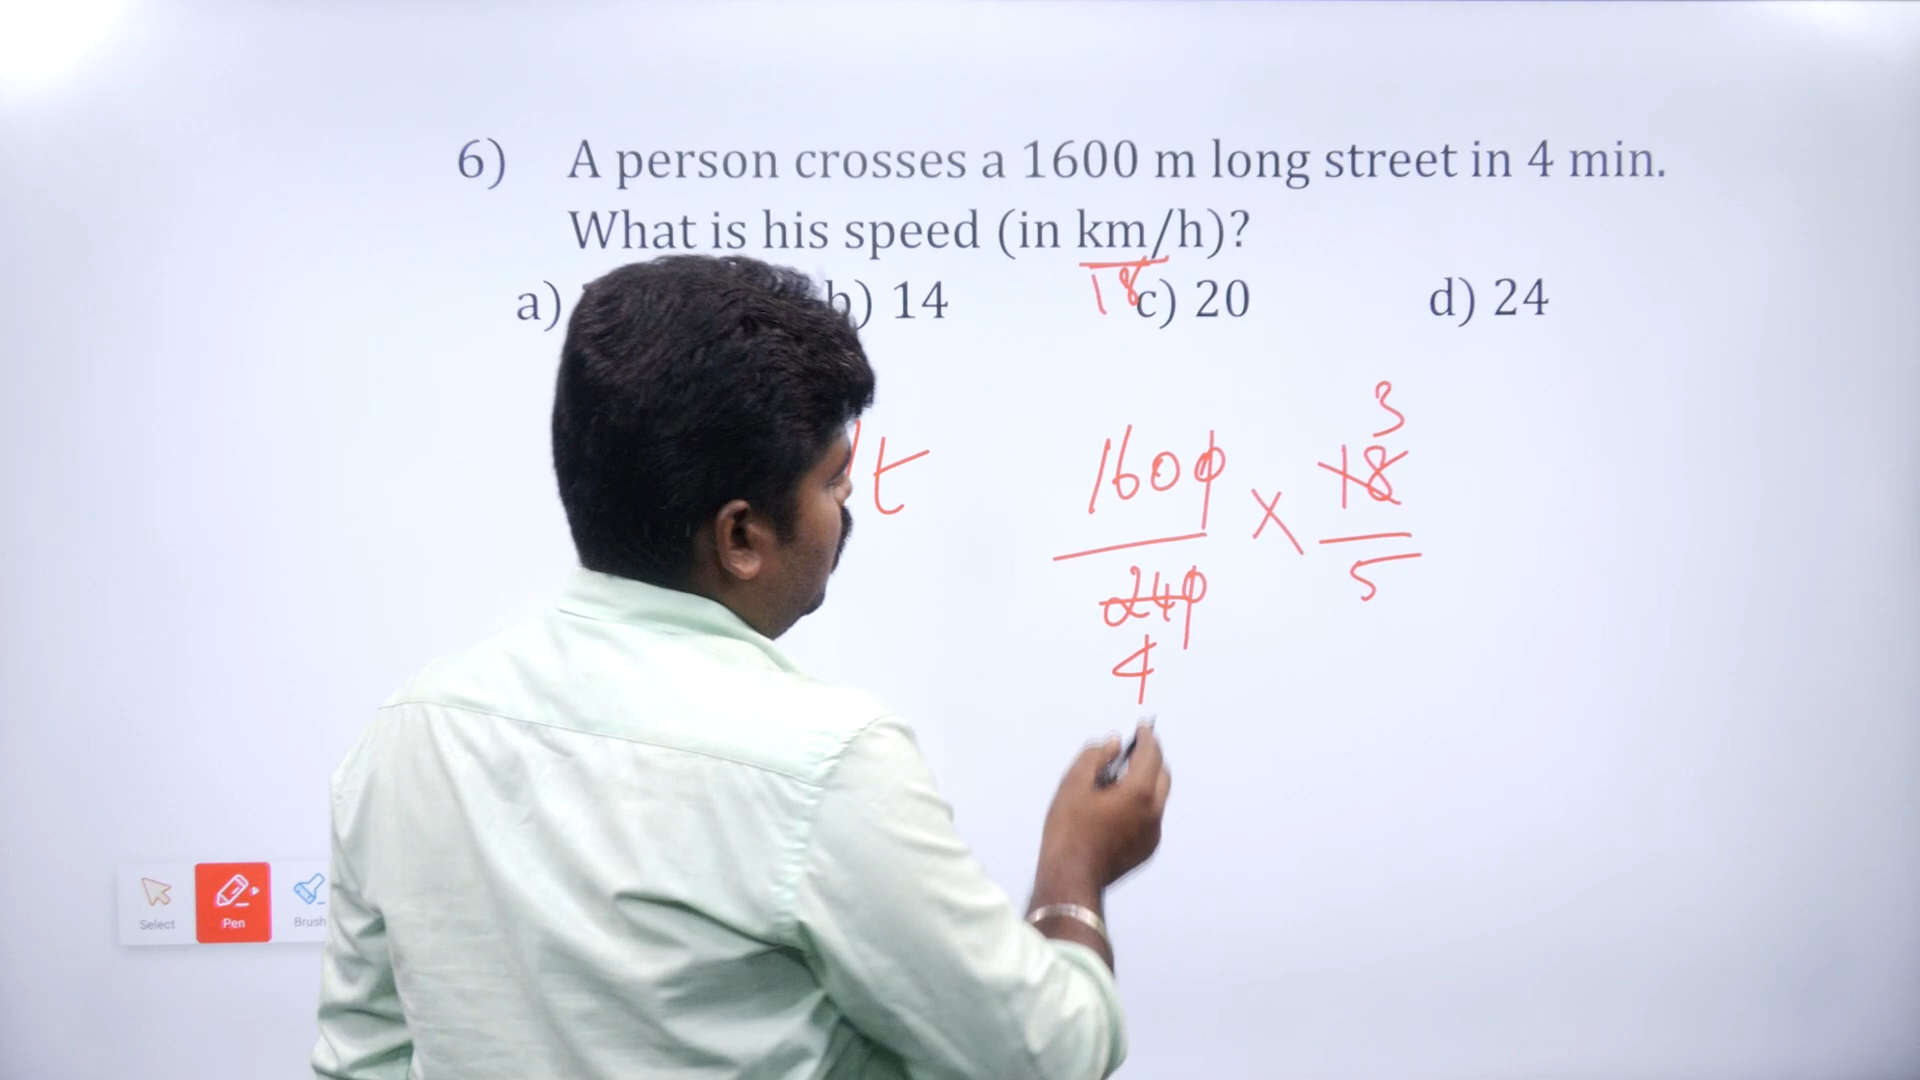 6) A person crosses a 1600 m long street in 4 min.
What is his speed (in km/h)?
18
a) b) 14 c) 20 d) 24
t
3
1600 × 18
240 5
4
Select Pen Brush